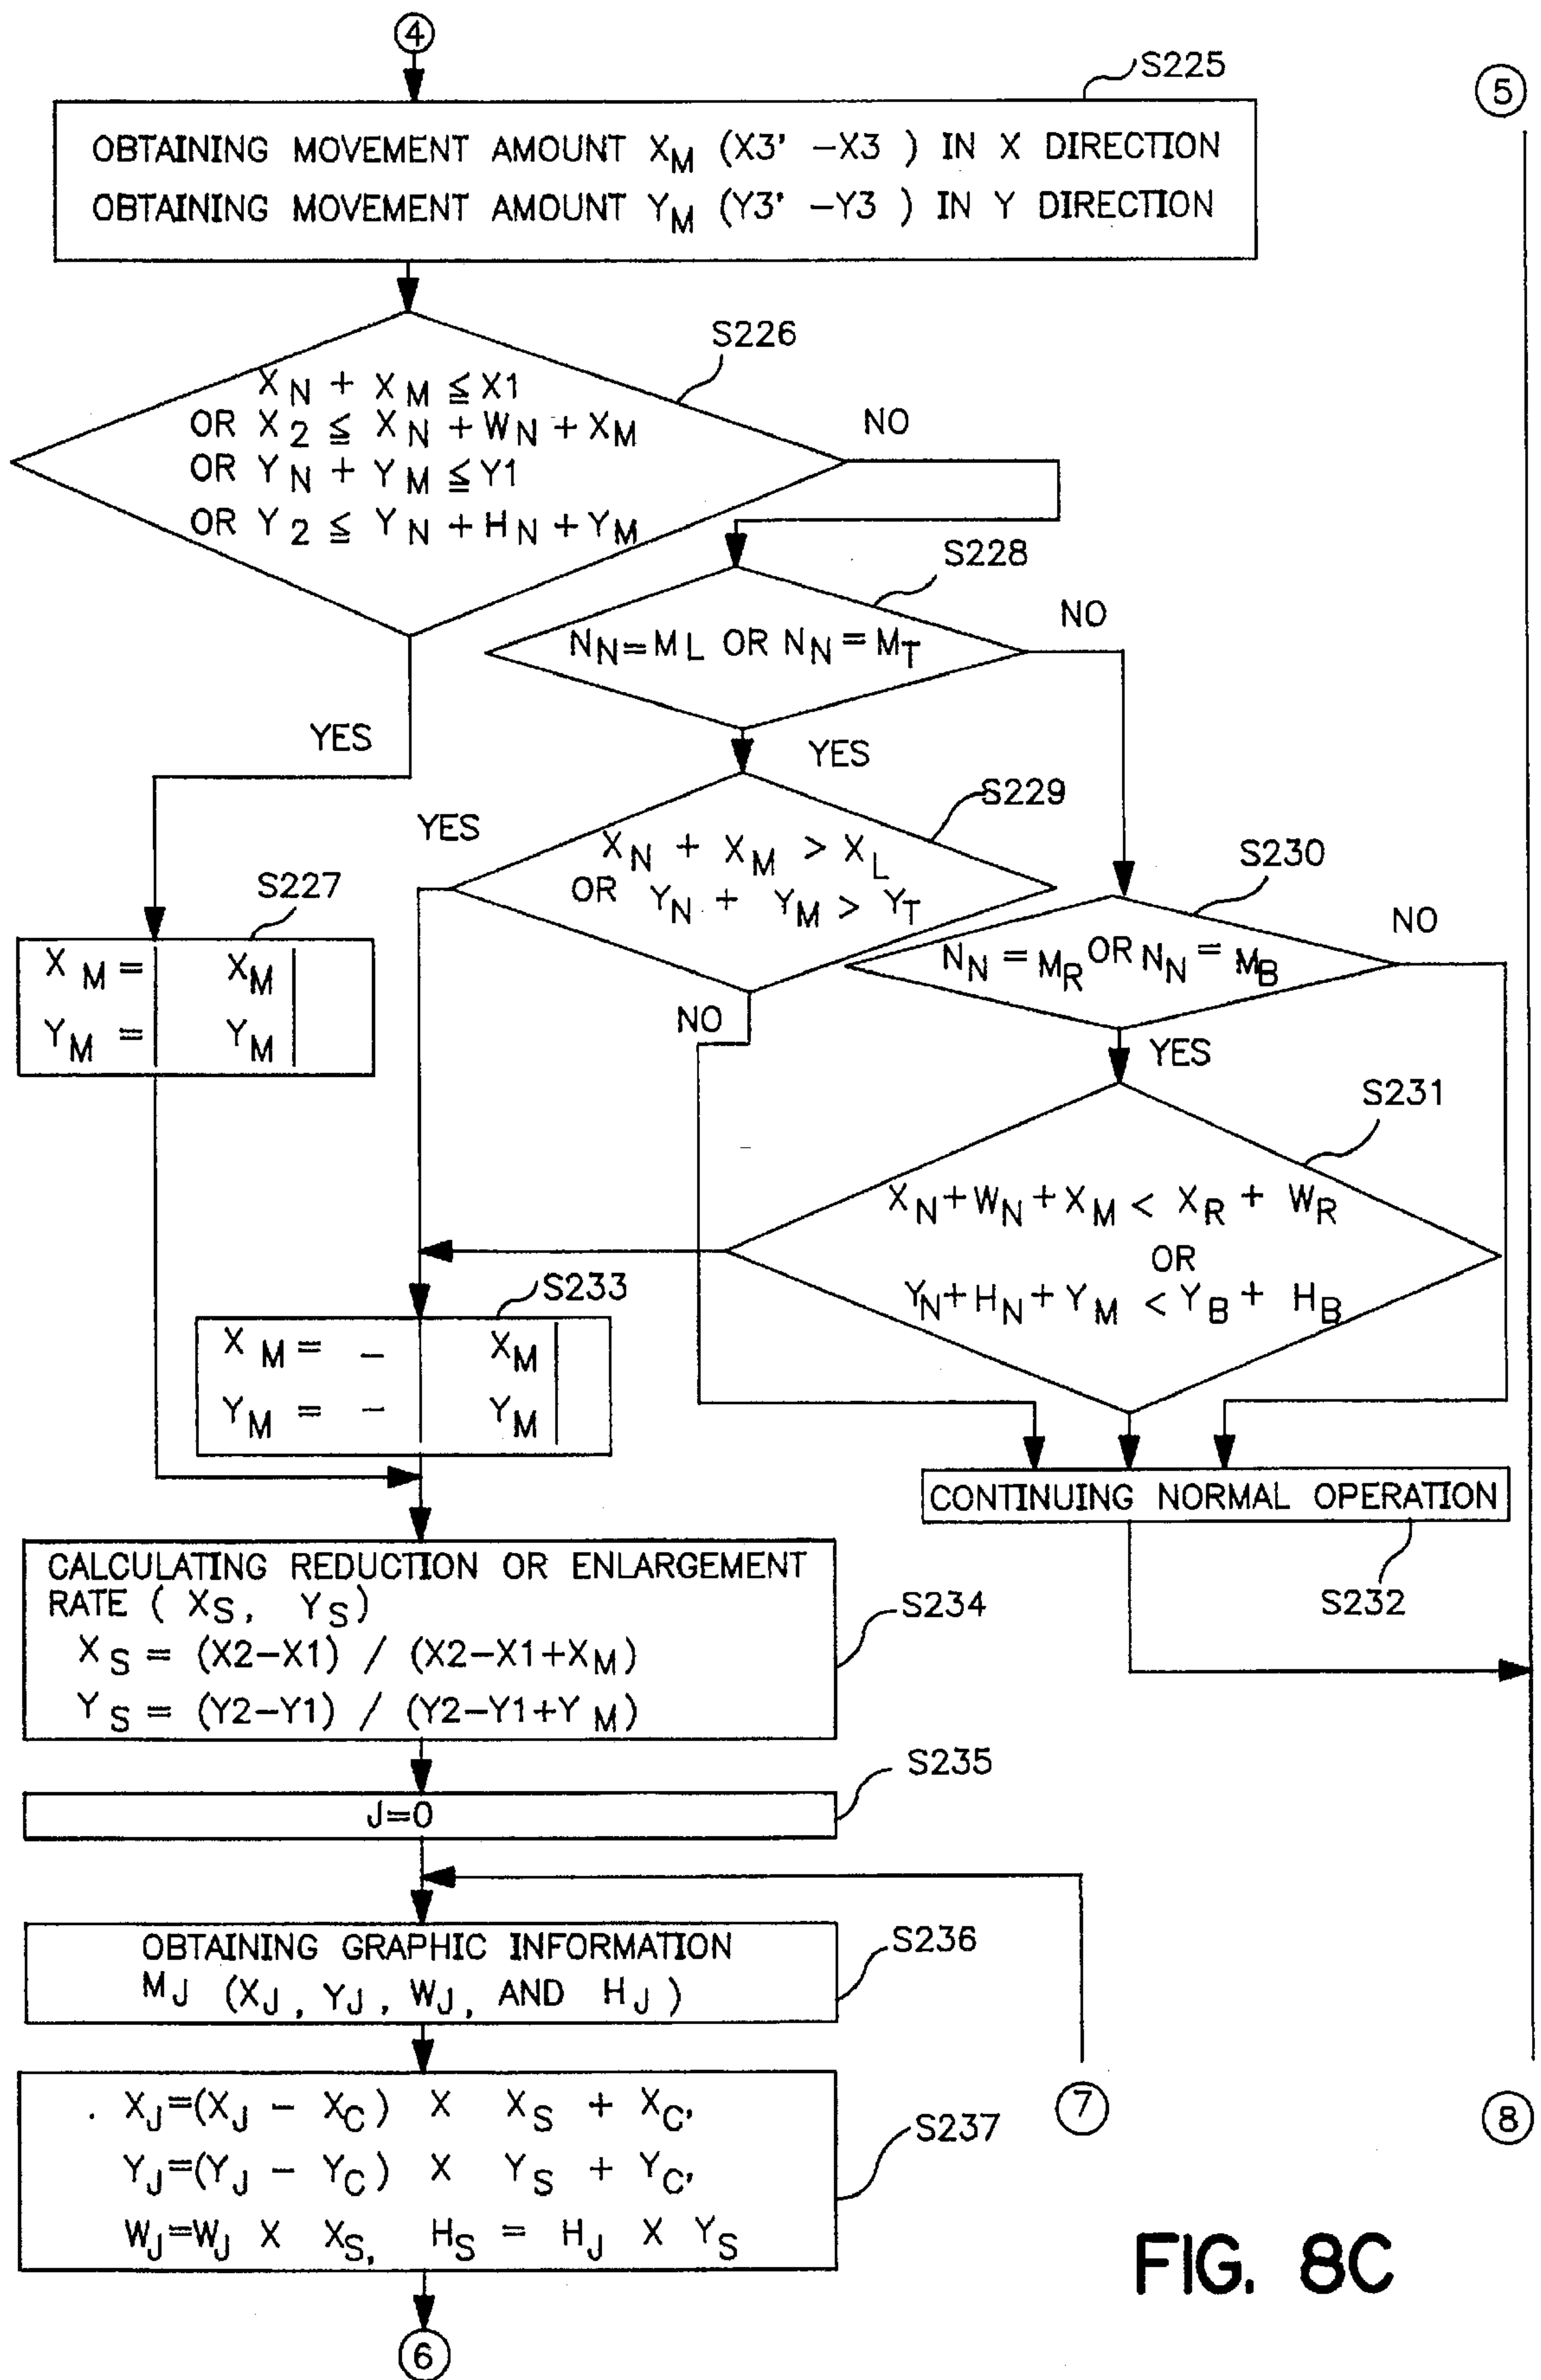 4
S225
5
OBTAINING MOVEMENT AMOUNT XM (X3' -X3 ) IN X DIRECTION
OBTAINING MOVEMENT AMOUNT YM (Y3' -Y3 ) IN Y DIRECTION
S226
XN + XM ≦ X1
OR X2 ≦ XN + WN + XM
OR YN + YM ≦ Y1
OR Y2 ≦ YN + HN + YM
NO
S228
NN=ML OR NN=MT
NO
YES
YES
S229
YES
XN + XM > XL
OR YN + YM > YT
S230
NO
S227
XM = | XM |
YM = | YM |
NN = MR OR NN = MB
NO
YES
S231
XN+WN+XM < XR + WR
OR
YN+HN+YM < YB + HB
S233
XM = - | XM |
YM = - | YM |
CONTINUING NORMAL OPERATION
S232
CALCULATING REDUCTION OR ENLARGEMENT
RATE ( XS, YS)
XS = (X2-X1) / (X2-X1+XM)
YS = (Y2-Y1) / (Y2-Y1+YM)
S234
S235
J=0
OBTAINING GRAPHIC INFORMATION
MJ (XJ, YJ, WJ, AND HJ)
S236
XJ=(XJ - XC) X XS + XC,
YJ=(YJ - YC) X YS + YC,
WJ=WJ X XS, HS = HJ X YS
S237
7
8
FIG. 8C
6